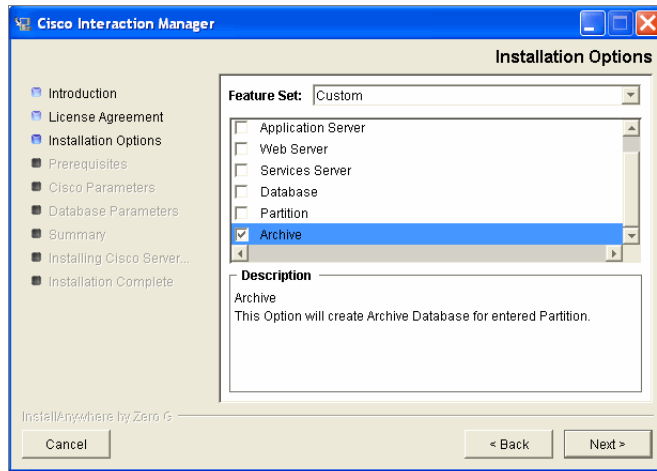 Cisco Interaction Manager
Installation Options
Introduction
License Agreement
Installation Options
Prerequisites
Cisco Parameters
Database Parameters
Summary
Installing Cisco Server...
Installation Complete
Feature Set: Custom
Application Server
Web Server
Services Server
Database
Partition
Archive
Description
Archive
This Option will create Archive Database for entered Partition.
InstallAnywhere by Zero G
Cancel
< Back
Next >